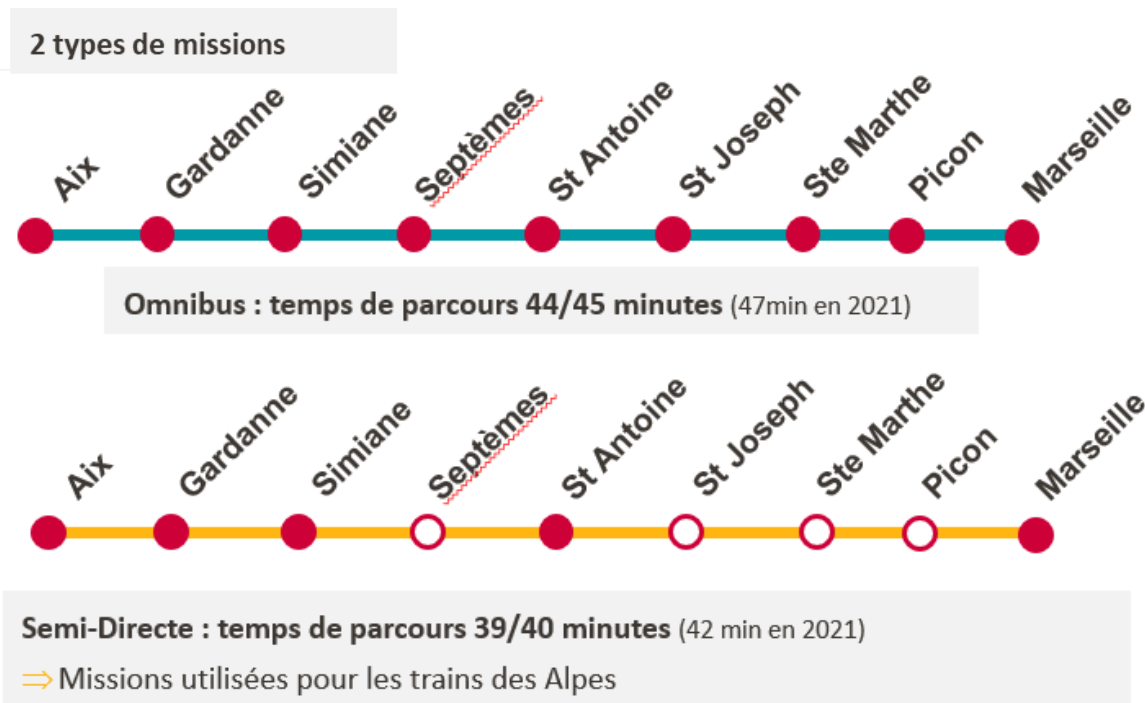 2 types de missions
Aix
Gardanne
Simiane
Septèmes
St Antoine
St Joseph
Ste Marthe
Picon
Marseille
Omnibus : temps de parcours 44/45 minutes (47min en 2021)
Aix
Gardanne
Simiane
Septèmes
St Antoine
St Joseph
Ste Marthe
Picon
Marseille
Semi-Directe : temps de parcours 39/40 minutes (42 min en 2021)
⇒ Missions utilisées pour les trains des Alpes